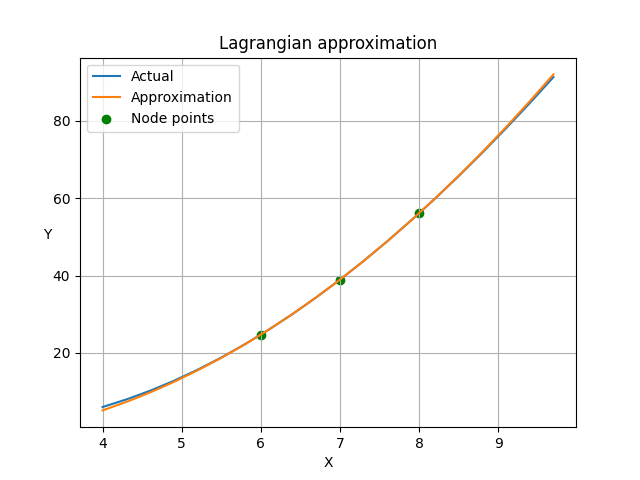 Lagrangian approximation
Actual
Approximation
Node points
80
60
Y
40
20
4 5 6 7 8 9
X